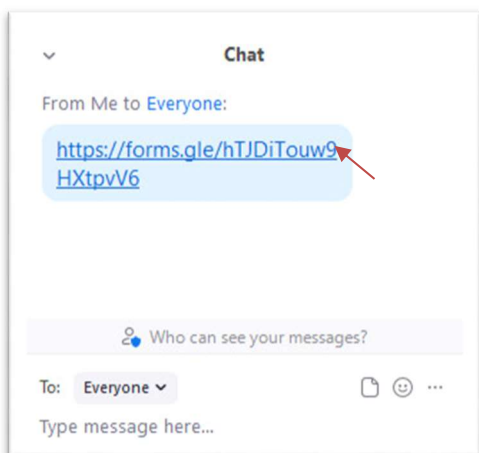 Chat
From Me to Everyone:
https://forms.gle/hTJDiTouw9
HXtpvV6
Who can see your messages?
To: Everyone
Type message here...